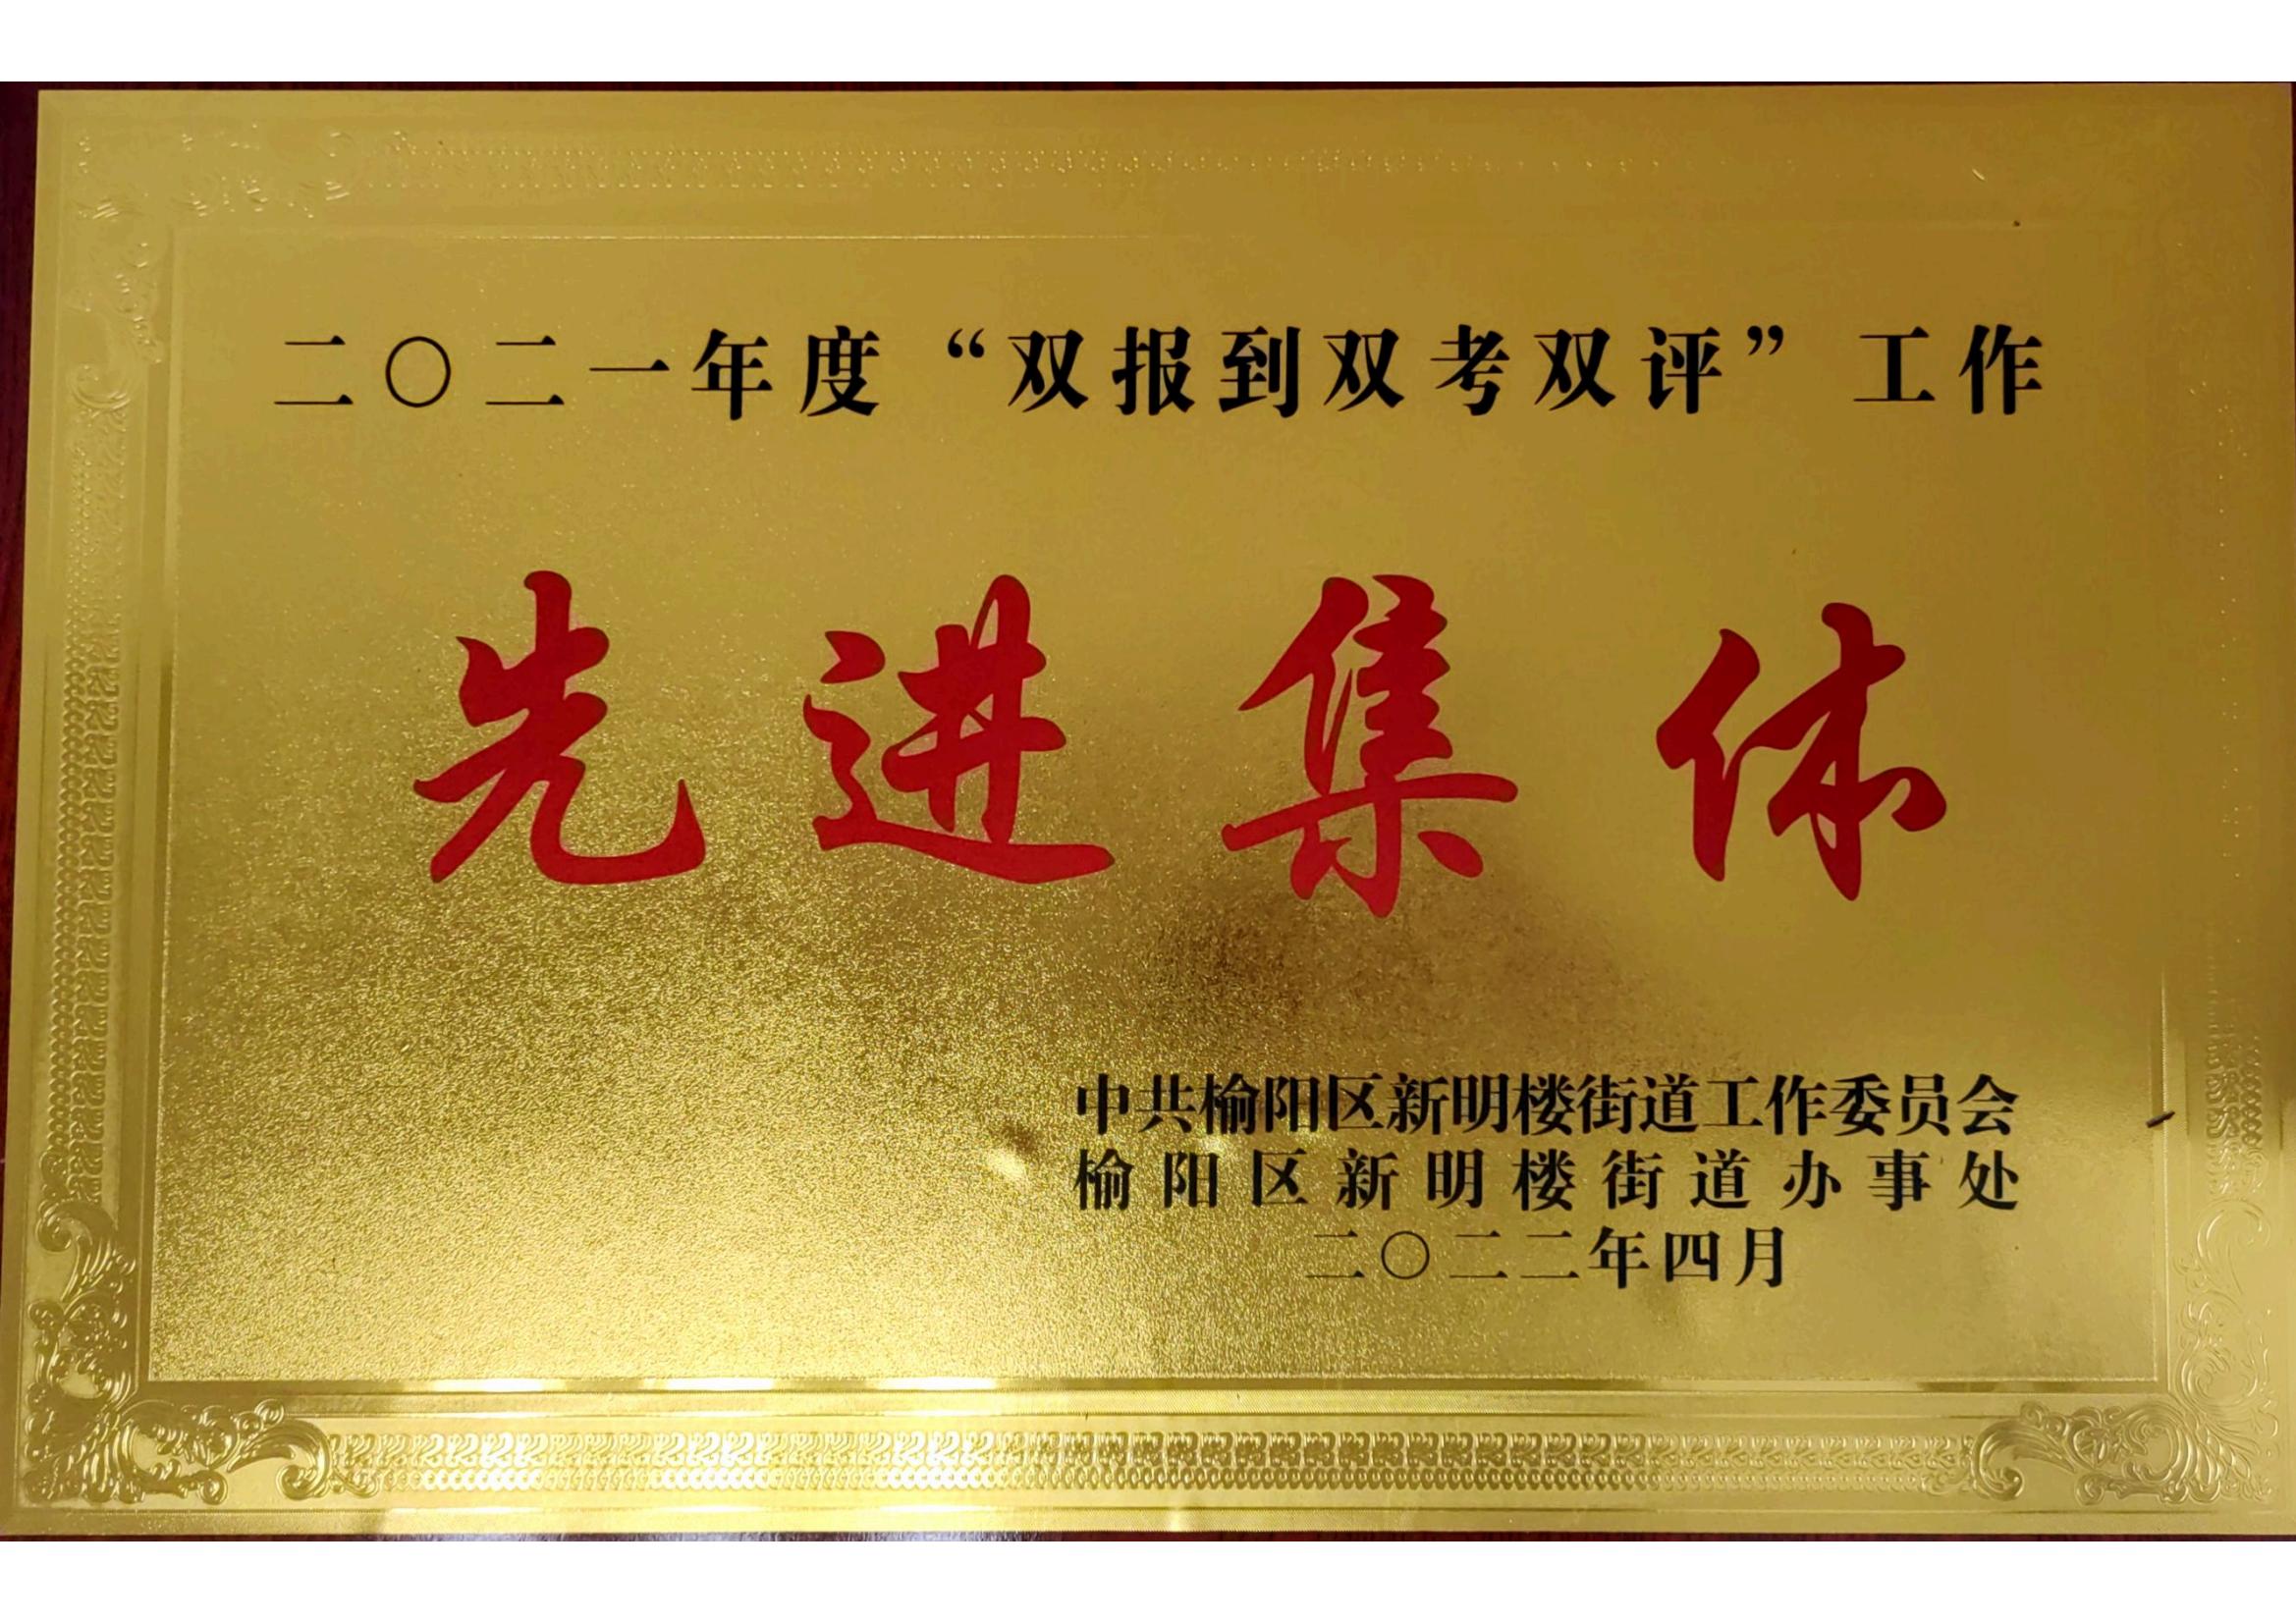 二〇二一年度“双报到双考双评”工作
先进集体
中共榆阳区新明楼街道工作委员会
榆阳区新明楼街道办事处
二〇二二年四月